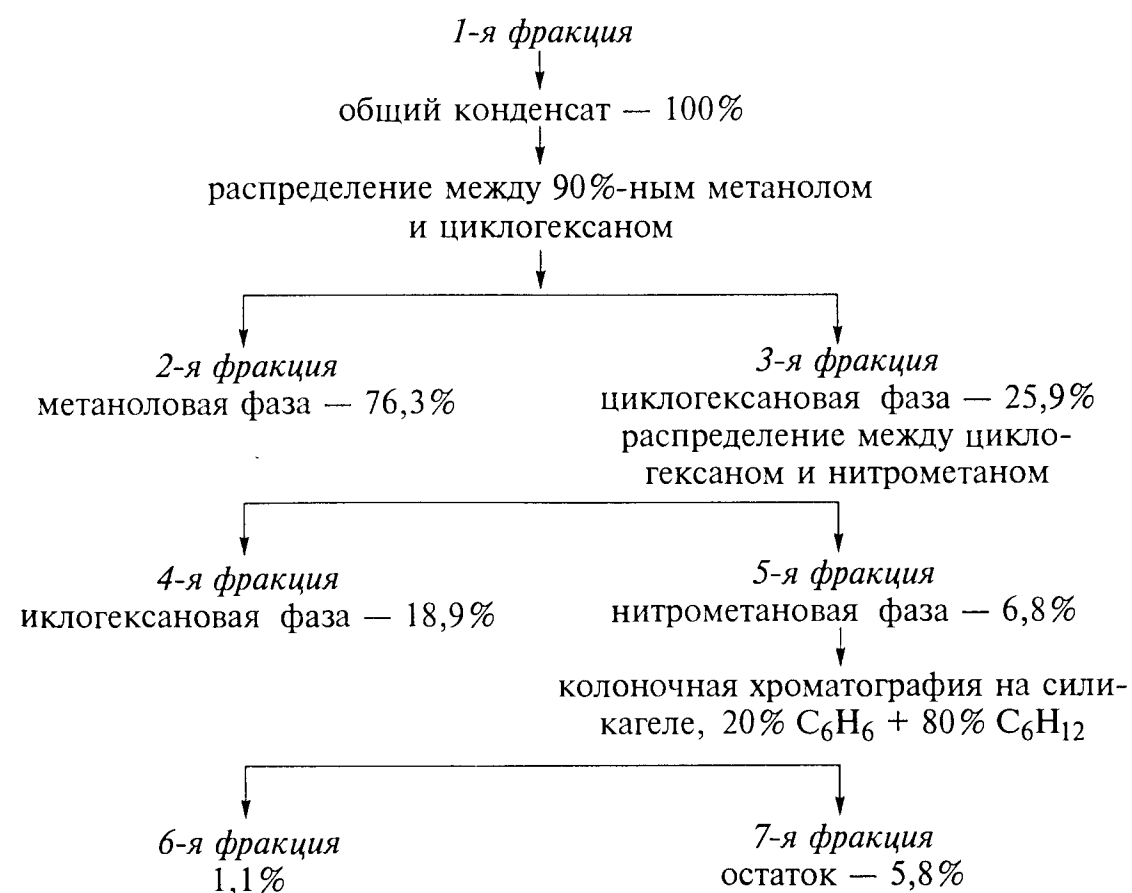 1-я фракция
общий конденсат — 100%
распределение между 90%-ным метанолом
и циклогексаном
2-я фракция
метаноловая фаза — 76,3%
3-я фракция
циклогексановая фаза — 25,9%
распределение между цикло-
гексаном и нитрометаном
4-я фракция
иклогексановая фаза — 18,9%
5-я фракция
нитрометановая фаза — 6,8%
колоночная хроматография на сили-
кагеле, 20% C₆H₆ + 80% C₆H₁₂
6-я фракция
1,1%
7-я фракция
остаток — 5,8%